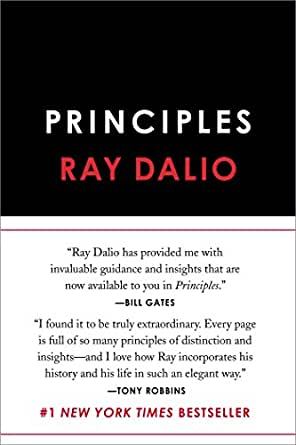 PRINCIPLES
RAY DALIO
“Ray Dalio has provided me with
invaluable guidance and insights that are
now available to you in Principles.”
—BILL GATES
“I found it to be truly extraordinary. Every page
is full of so many principles of distinction and
insights—and I love how Ray incorporates his
history and his life in such an elegant way.”
—TONY ROBBINS
#1 NEW YORK TIMES BESTSELLER